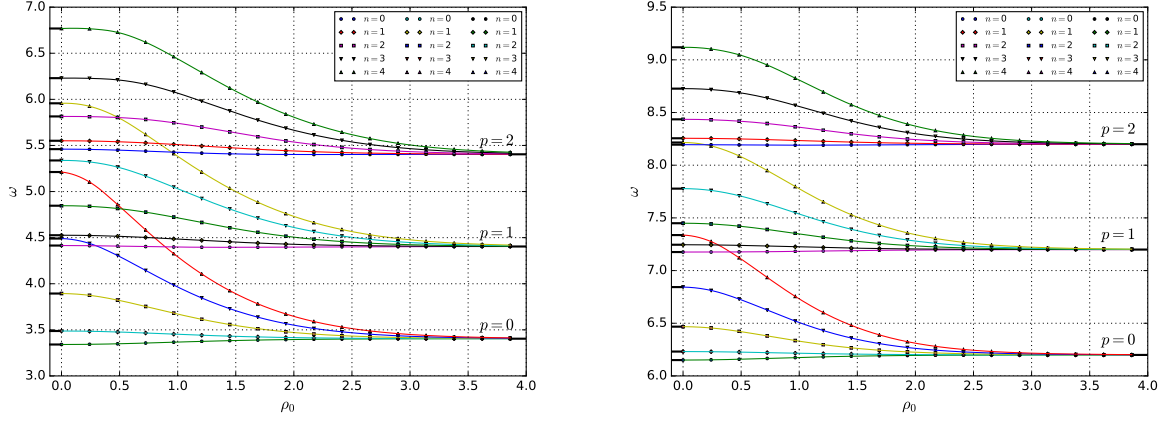 7.0
6.5
6.0
5.5
5.0
4.5
4.0
3.5
3.0
ω
n=0 n=0 n=0
n=1 n=1 n=1
n=2 n=2 n=2
n=3 n=3 n=3
n=4 n=4 n=4
p=2
p=1
p=0
0.0 0.5 1.0 1.5 2.0 2.5 3.0 3.5 4.0
ρ₀
9.5
9.0
8.5
8.0
7.5
7.0
6.5
6.0
ω
n=0 n=0 n=0
n=1 n=1 n=1
n=2 n=2 n=2
n=3 n=3 n=3
n=4 n=4 n=4
p=2
p=1
p=0
0.0 0.5 1.0 1.5 2.0 2.5 3.0 3.5 4.0
ρ₀